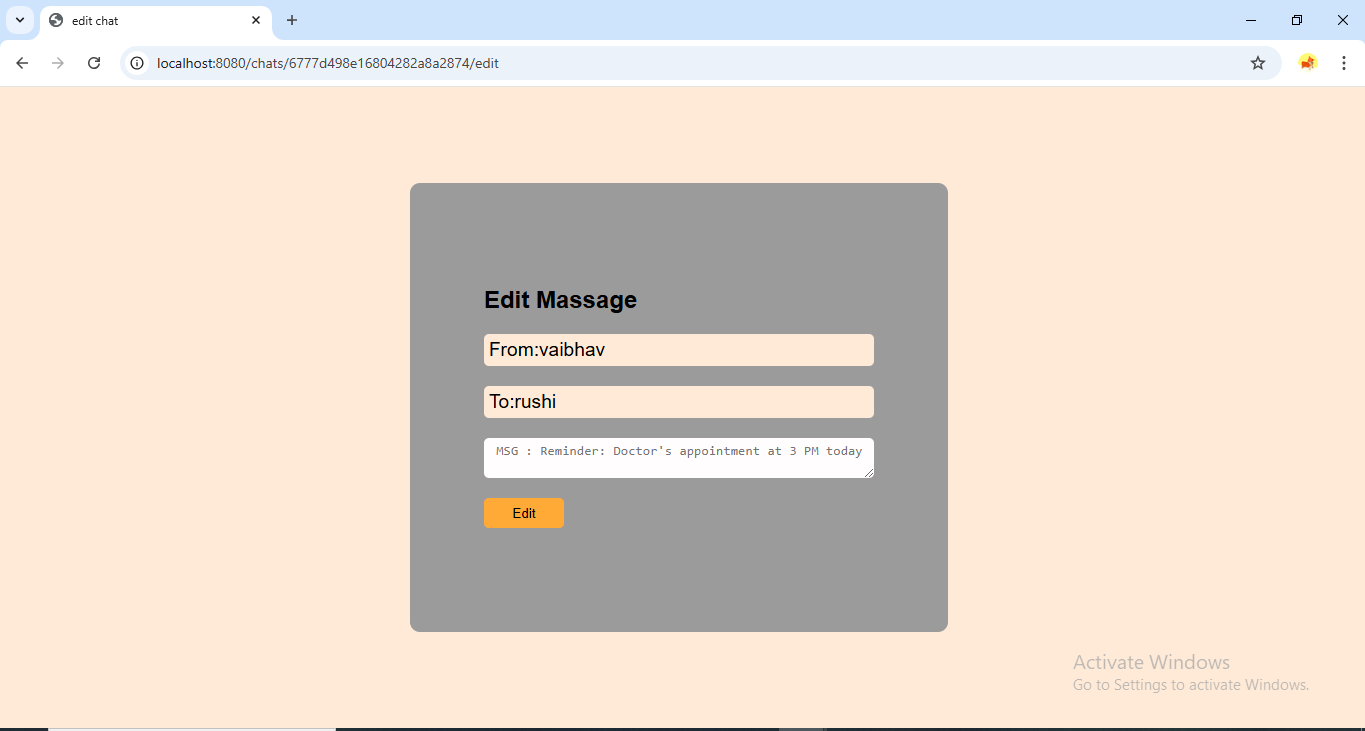 edit chat
localhost:8080/chats/6777d498e16804282a8a2874/edit
Edit Massage
From:vaibhav
To:rushi
MSG : Reminder: Doctor's appointment at 3 PM today
Edit
Activate Windows
Go to Settings to activate Windows.